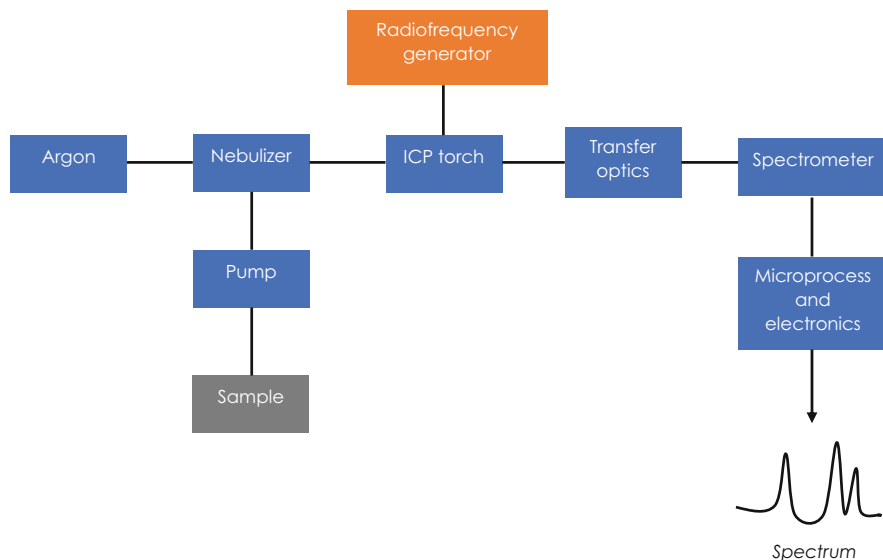 Radiofrequency
generator
Argon
Nebulizer
ICP torch
Transfer
optics
Spectrometer
Pump
Microprocess
and
electronics
Sample
Spectrum